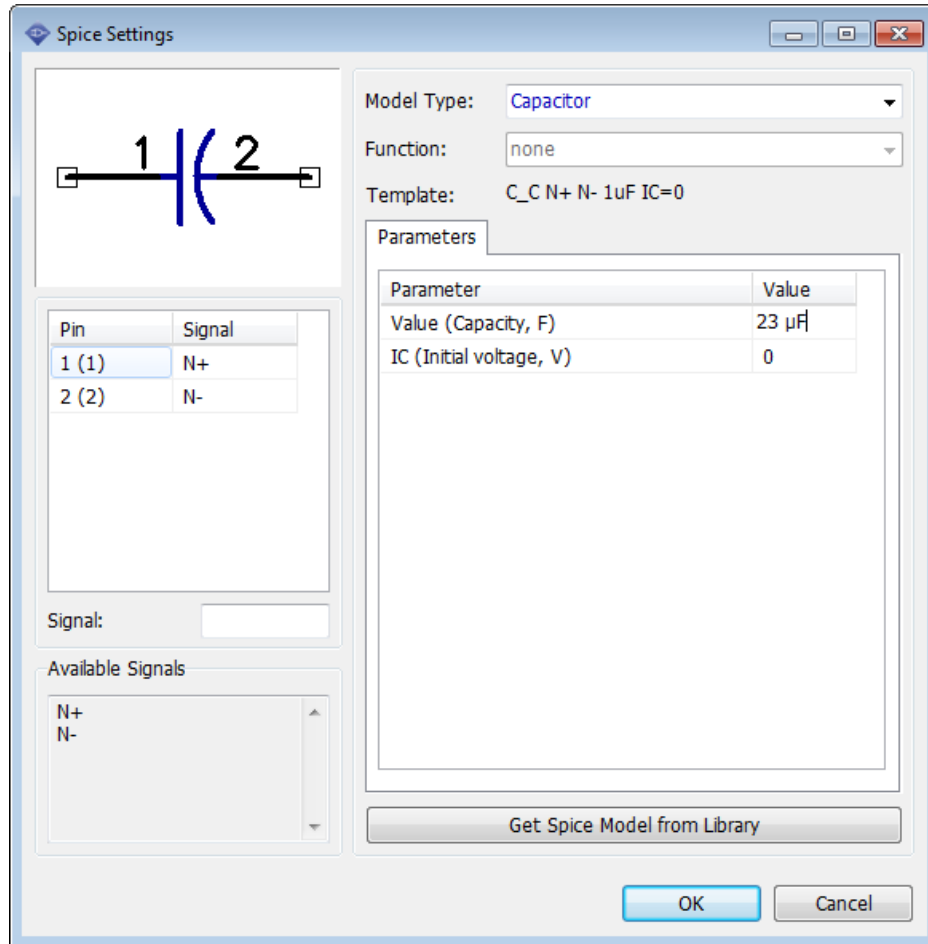 Spice Settings
1 2
Pin Signal
1 (1) N+
2 (2) N-
Signal:
Available Signals
N+
N-
Model Type: Capacitor
Function: none
Template: C_C N+ N- 1uF IC=0
Parameters
Parameter Value
Value (Capacity, F) 23 µF
IC (Initial voltage, V) 0
Get Spice Model from Library
OK Cancel